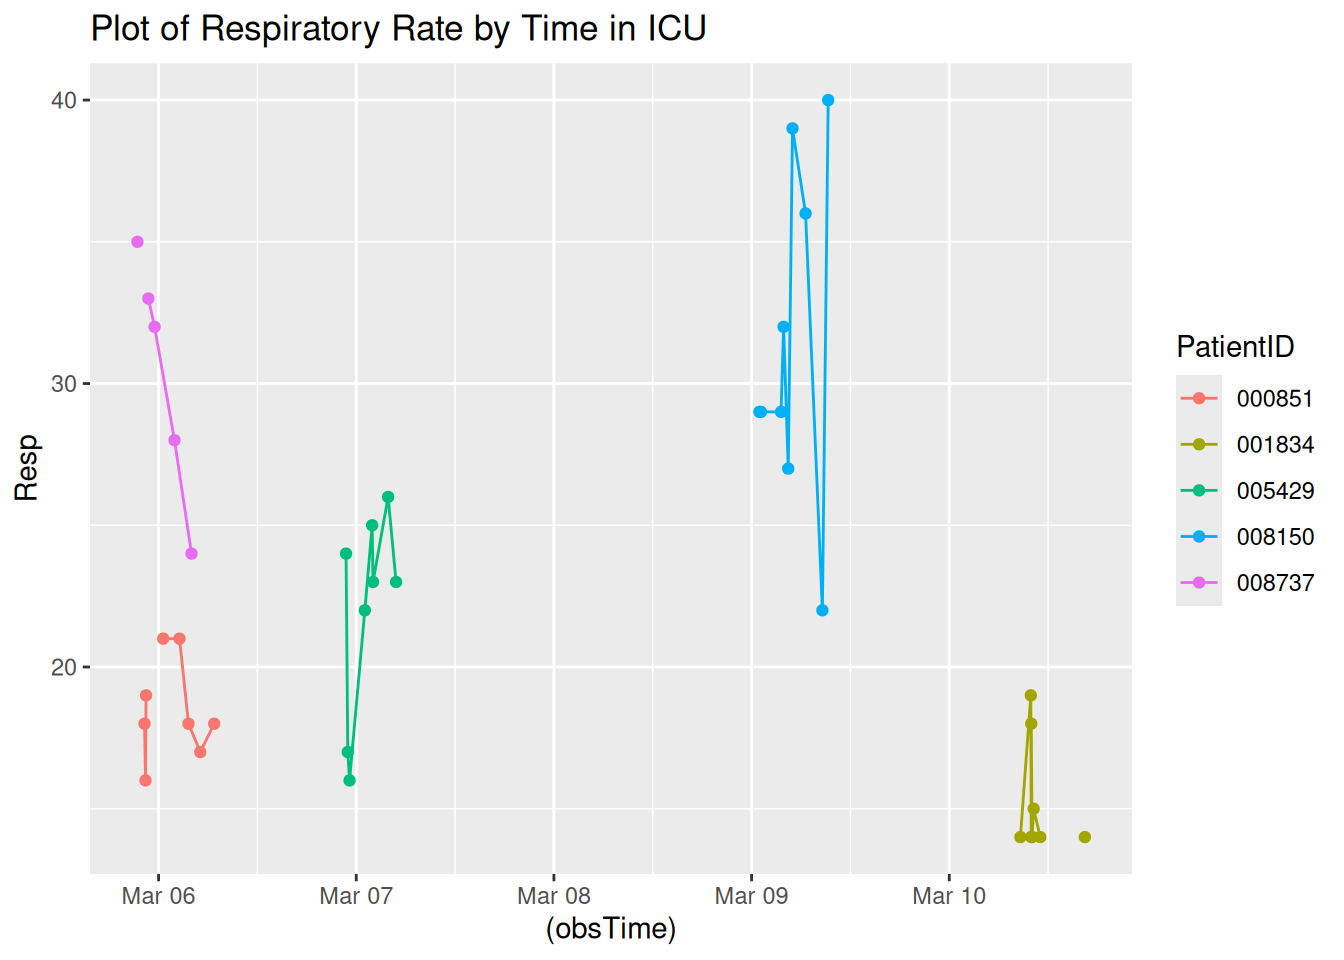 Plot of Respiratory Rate by Time in ICU
40
30
20
Resp
Mar 06
Mar 07
Mar 08
Mar 09
Mar 10
(obsTime)
PatientID
000851
001834
005429
008150
008737